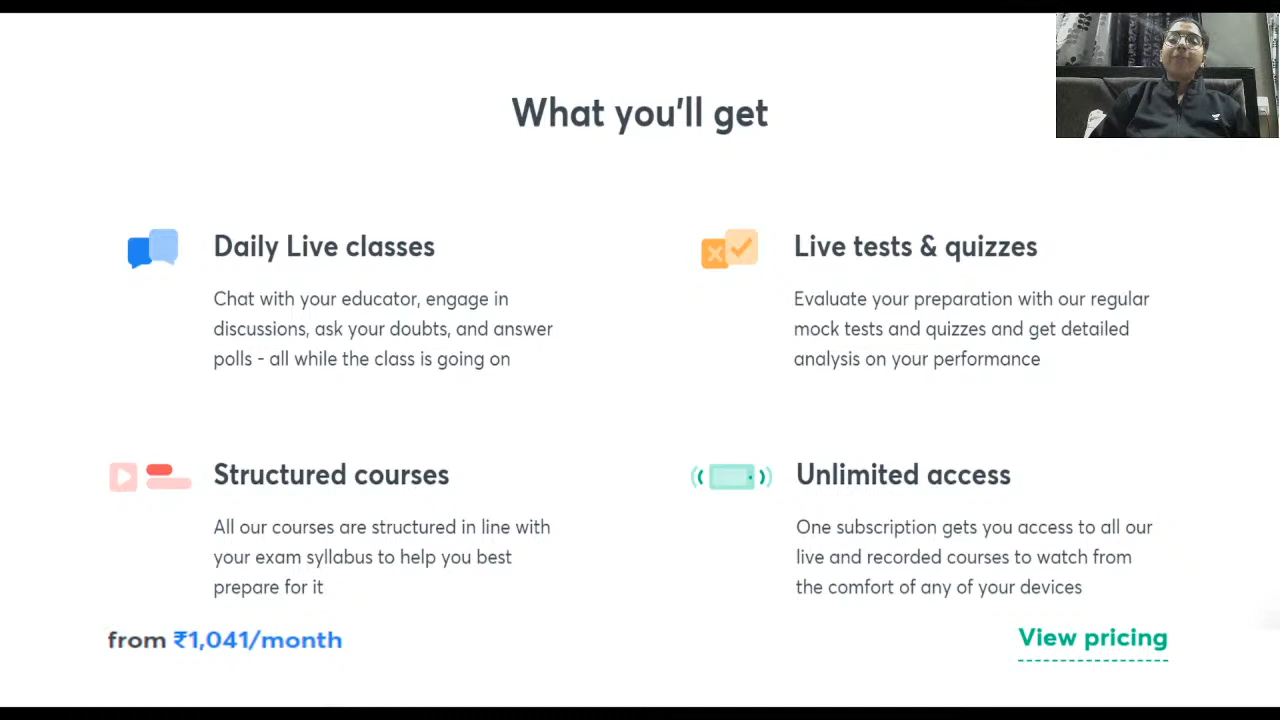 What you'll get
Daily Live classes
Chat with your educator, engage in
discussions, ask your doubts, and answer
polls - all while the class is going on
Live tests & quizzes
Evaluate your preparation with our regular
mock tests and quizzes and get detailed
analysis on your performance
Structured courses
All our courses are structured in line with
your exam syllabus to help you best
prepare for it
Unlimited access
One subscription gets you access to all our
live and recorded courses to watch from
the comfort of any of your devices
from ₹1,041/month
View pricing